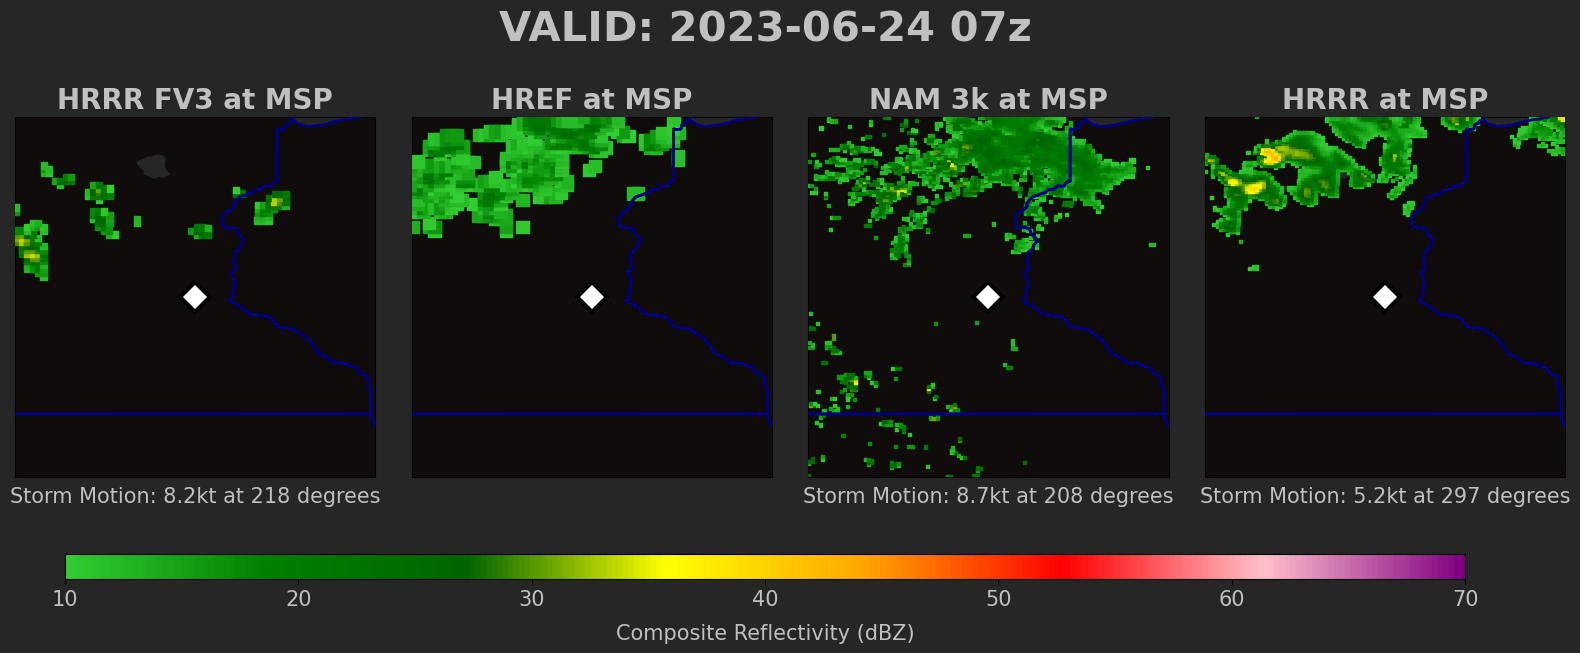 VALID: 2023-06-24 07z
HRRR FV3 at MSP
HREF at MSP
NAM 3k at MSP
HRRR at MSP
Storm Motion: 8.2kt at 218 degrees
Storm Motion: 8.7kt at 208 degrees
Storm Motion: 5.2kt at 297 degrees
10 20 30 40 50 60 70
Composite Reflectivity (dBZ)